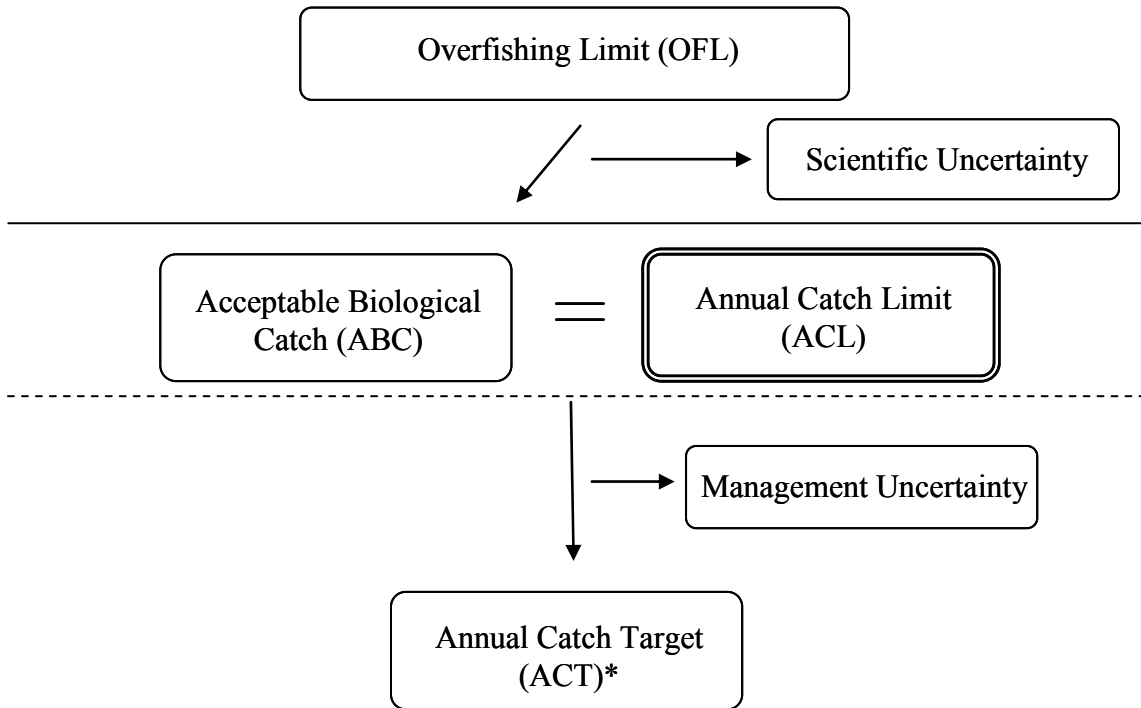 Overfishing Limit (OFL)
Scientific Uncertainty
Acceptable Biological
Catch (ABC)
=
Annual Catch Limit
(ACL)
Management Uncertainty
Annual Catch Target
(ACT)*